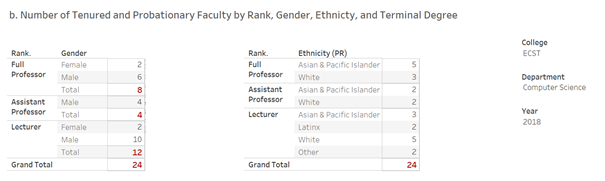 b. Number of Tenured and Probationary Faculty by Rank, Gender, Ethnicty, and Terminal Degree
Rank. Gender
Full Professor Female 2
Male 6
Total 8
Assistant Professor Male 4
Total 4
Lecturer Female 2
Male 10
Total 12
Grand Total 24
Rank. Ethnicity (PR)
Full Professor Asian & Pacific Islander 5
White 3
Assistant Professor Asian & Pacific Islander 2
White 2
Lecturer Asian & Pacific Islander 3
Latinx 2
White 5
Other 2
Grand Total 24
College
ECST
Department
Computer Science
Year
2018